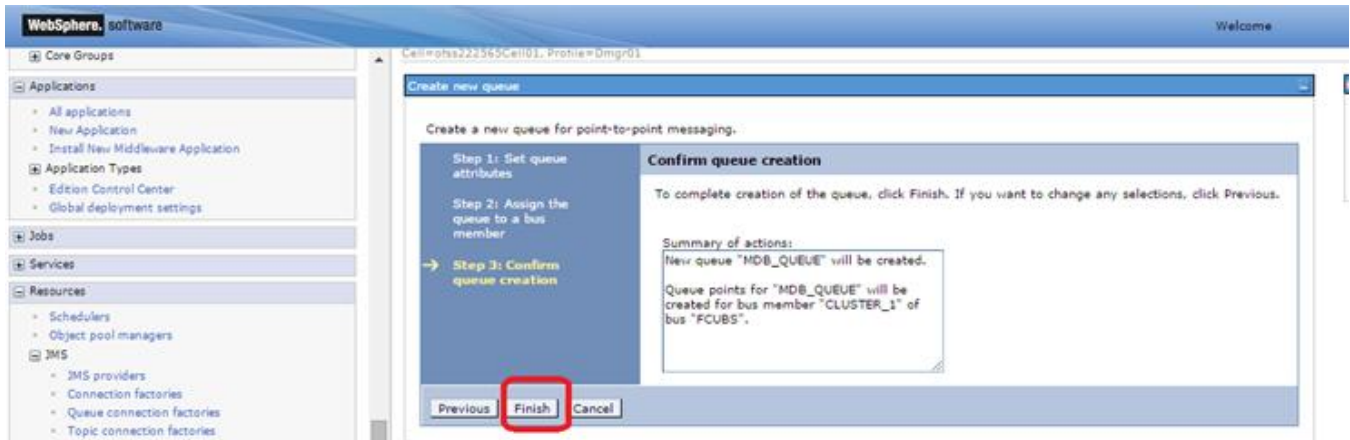 WebSphere. software
Welcome
Core Groups
Applications
All applications
New Application
Install New Middleware Application
Application Types
Edition Control Center
Global deployment settings
Jobs
Services
Resources
Schedulers
Object pool managers
JMS
JMS providers
Connection factories
Queue connection factories
Topic connection factories
Cell=ofss222565Cell01, Profile=Dmgr01
Create new queue
Create a new queue for point-to-point messaging.
Step 1: Set queue
attributes
Step 2: Assign the
queue to a bus
member
Step 3: Confirm
queue creation
Confirm queue creation
To complete creation of the queue, click Finish. If you want to change any selections, click Previous.
Summary of actions:
New queue "MDB_QUEUE" will be created.
Queue points for "MDB_QUEUE" will be
created for bus member "CLUSTER_1" of
bus "FCUBS".
Previous Finish Cancel